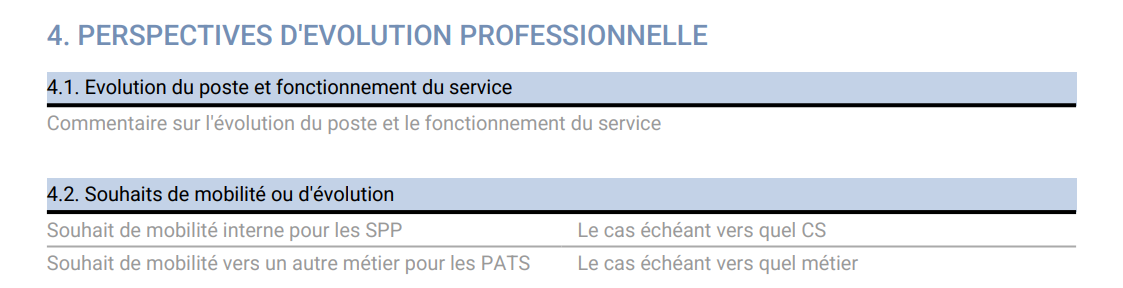 4. PERSPECTIVES D'EVOLUTION PROFESSIONNELLE
4.1. Evolution du poste et fonctionnement du service
Commentaire sur l'évolution du poste et le fonctionnement du service
4.2. Souhaits de mobilité ou d'évolution
Souhait de mobilité interne pour les SPP Le cas échéant vers quel CS
Souhait de mobilité vers un autre métier pour les PATS Le cas échéant vers quel métier